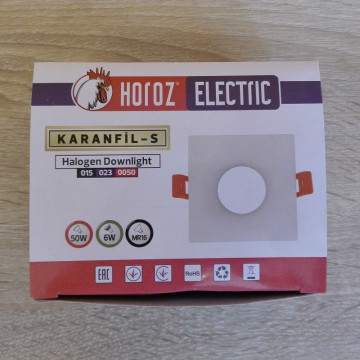 HOROZ® ELECTRIC
KARANFİL-S
Halogen Downlight
015 023 0050
50W 6W MR16
EAC RoHS